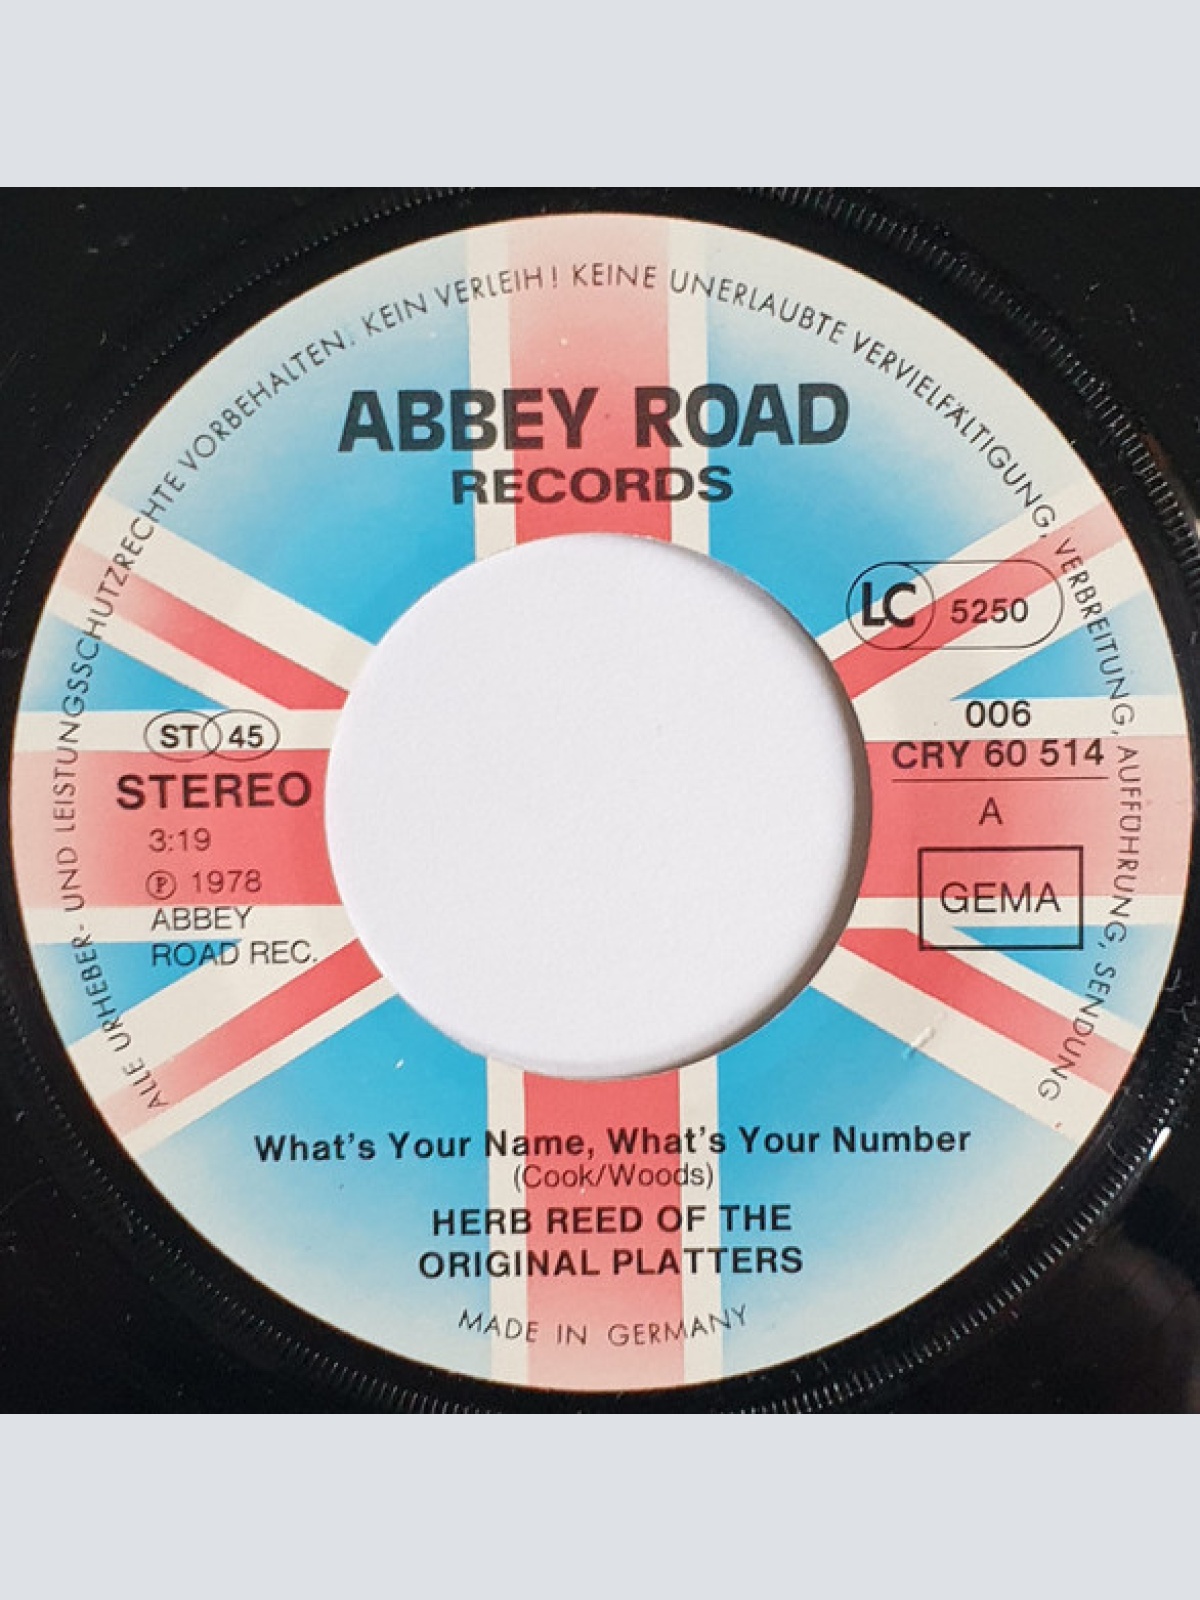 ALLE URHEBER- UND LEISTUNGSSCHUTZRECHTE VORBEHALTEN. KEIN VERLEIH! KEINE UNERLAUBTE VERVIELFÄLTIGUNG, VERBREITUNG, AUFFÜHRUNG, SENDUNG
ABBEY ROAD
RECORDS
LC 5250
ST 45
STEREO
3:19
℗ 1978
ABBEY
ROAD REC.
006
CRY 60 514
A
GEMA
What's Your Name, What's Your Number
(Cook/Woods)
HERB REED OF THE
ORIGINAL PLATTERS
MADE IN GERMANY